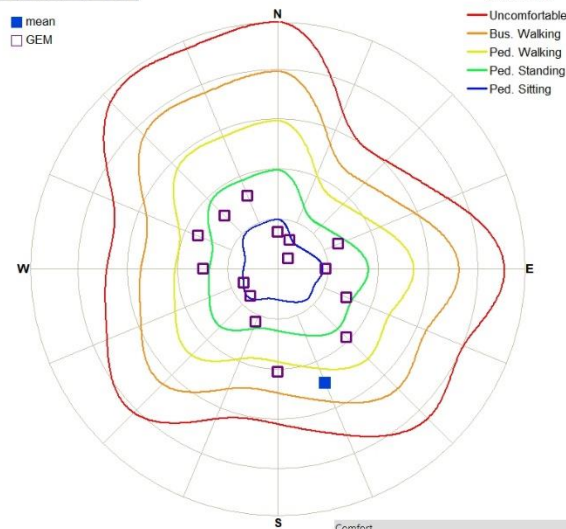 mean
GEM
N
Uncomfortable
Bus. Walking
Ped. Walking
Ped. Standing
Ped. Sitting
W
E
S
Comfort